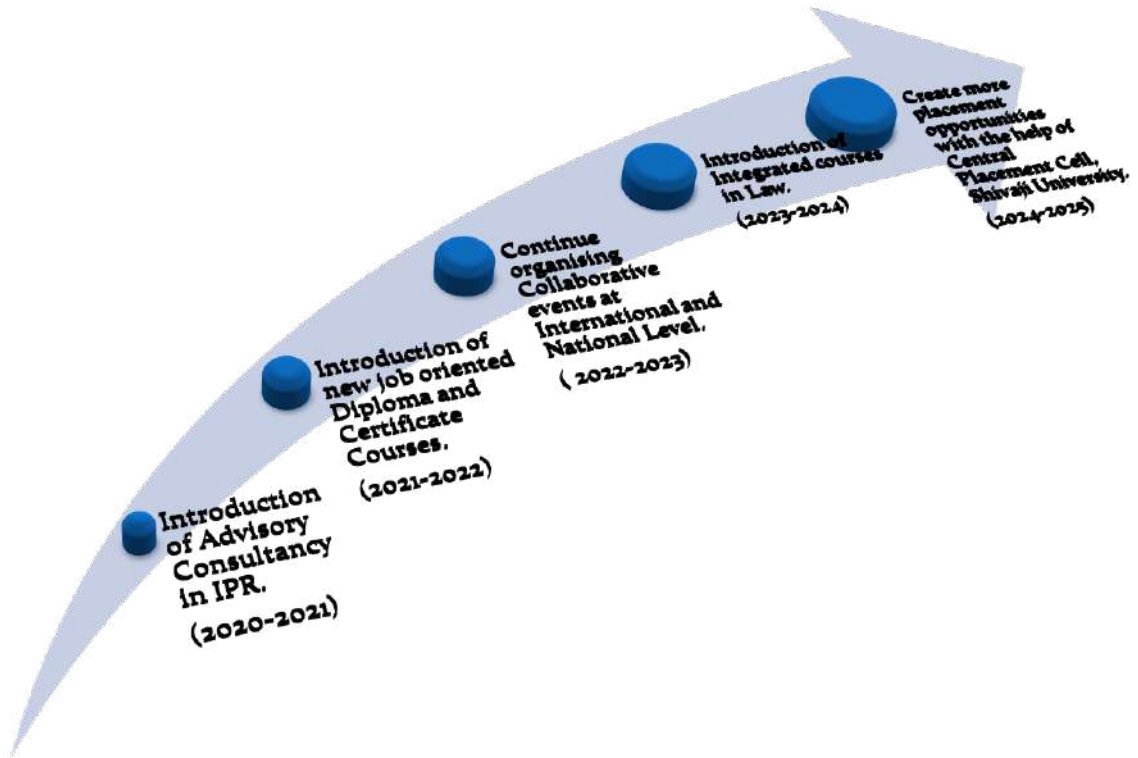 Introduction
of Advisory
Consultancy
in IPR.
(2020-2021)
Introduction of
new job oriented
Diploma and
Certificate
Courses.
(2021-2022)
Continue
organising
Collaborative
events at
International and
National Level.
( 2022-2023)
Introduction of
Integrated courses
in Law.
(2023-2024)
Create more
placement
opportunities
with the help of
Central
Placement Cell,
Shivaji University.
(2024-2025)